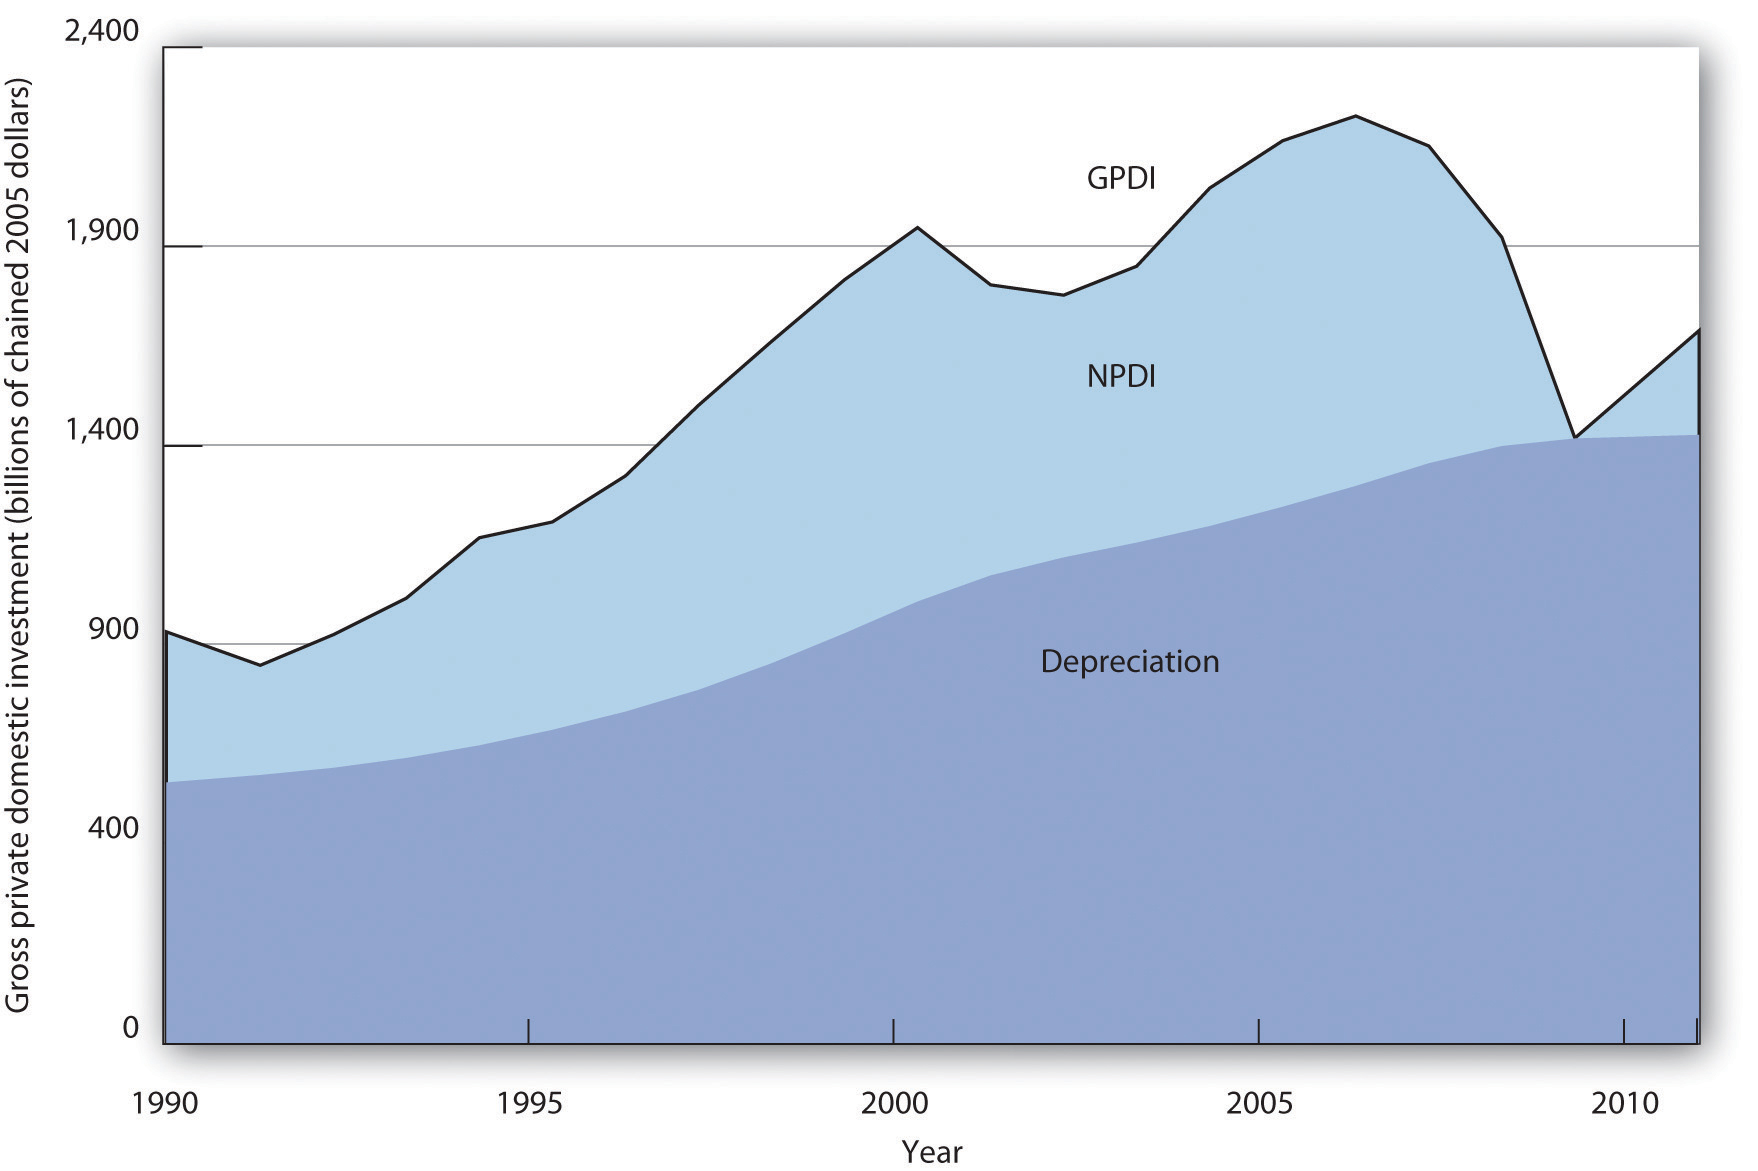 Gross private domestic investment (billions of chained 2005 dollars)
2,400
1,900
1,400
900
400
0
GPDI
NPDI
Depreciation
1990 1995 2000 2005 2010
Year